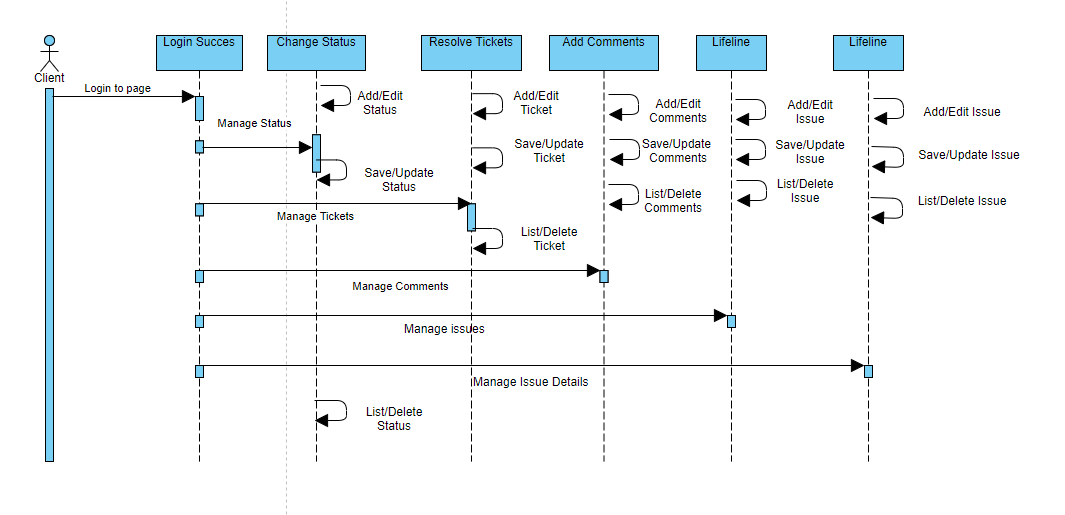 Login Succes
Change Status
Resolve Tickets
Add Comments
Lifeline
Lifeline
Client
Login to page
Add/Edit
Status
Add/Edit
Ticket
Add/Edit
Comments
Add/Edit
Issue
Add/Edit Issue
Manage Status
Save/Update
Ticket
Save/Update
Comments
Save/Update
Issue
Save/Update Issue
Save/Update
Status
List/Delete
Comments
List/Delete
Issue
List/Delete Issue
Manage Tickets
List/Delete
Ticket
Manage Comments
Manage issues
Manage Issue Details
List/Delete
Status